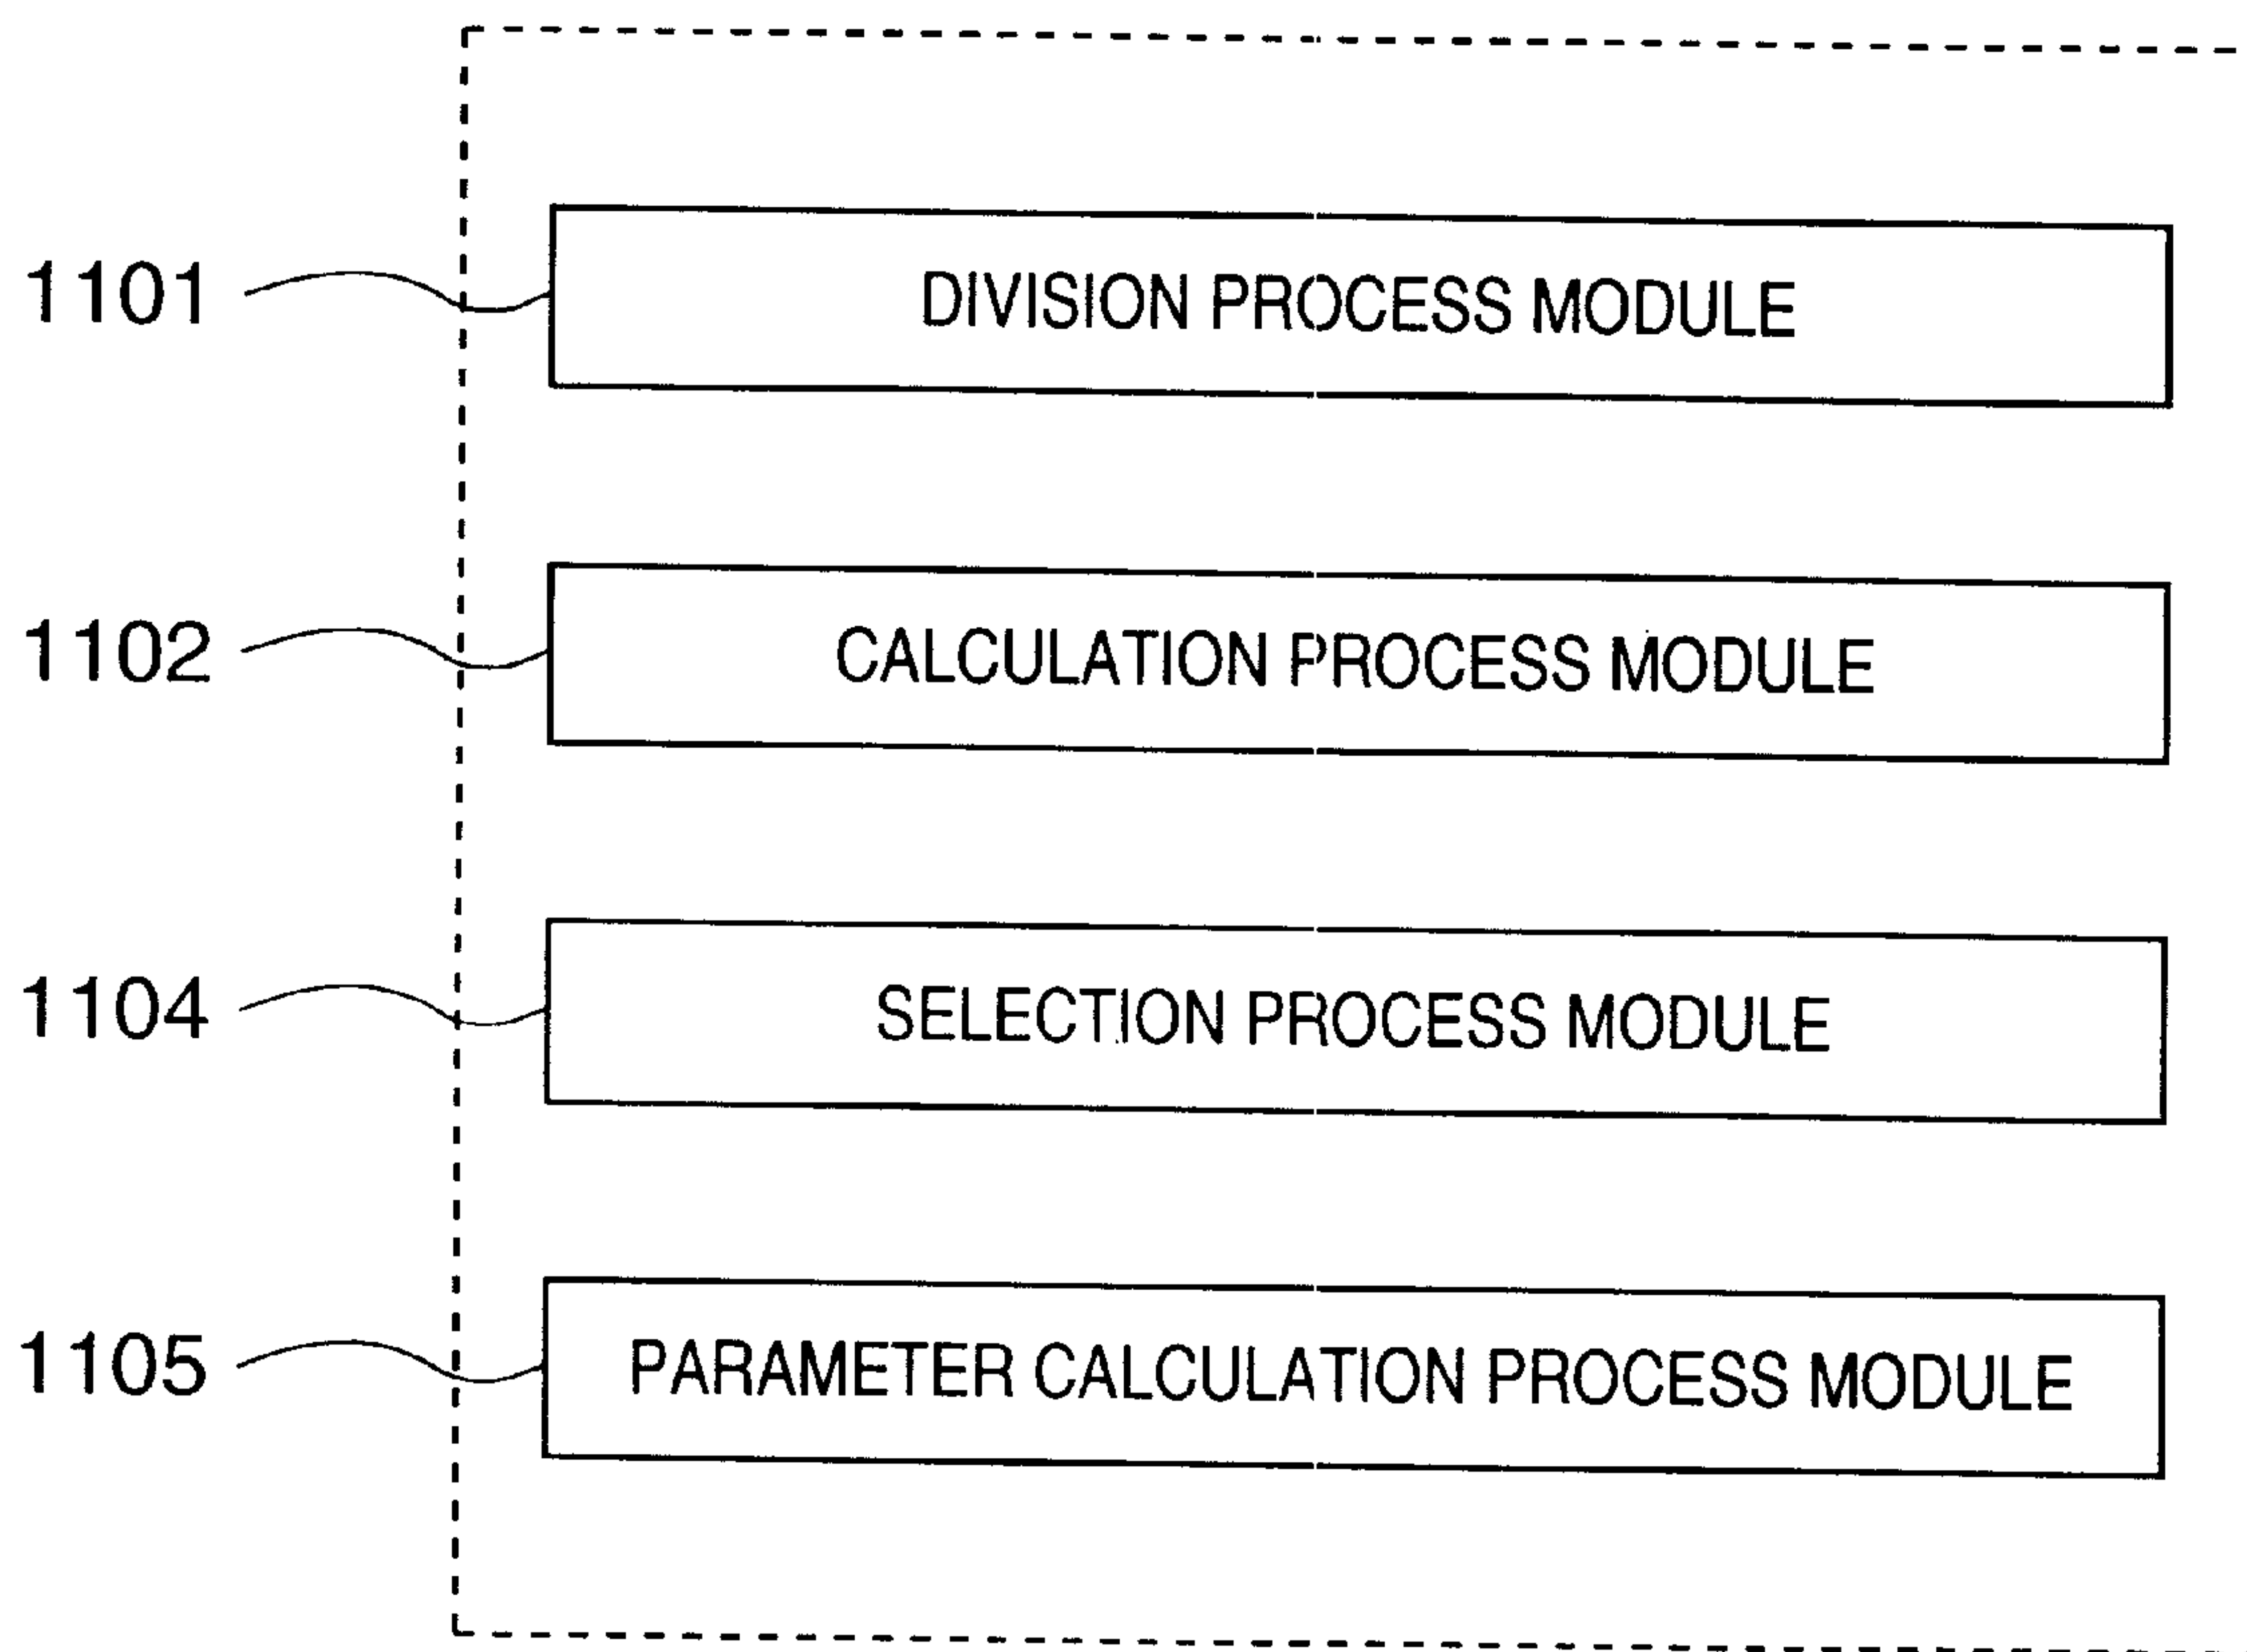 1101 DIVISION PROCESS MODULE
1102 CALCULATION PROCESS MODULE
1104 SELECTION PROCESS MODULE
1105 PARAMETER CALCULATION PROCESS MODULE